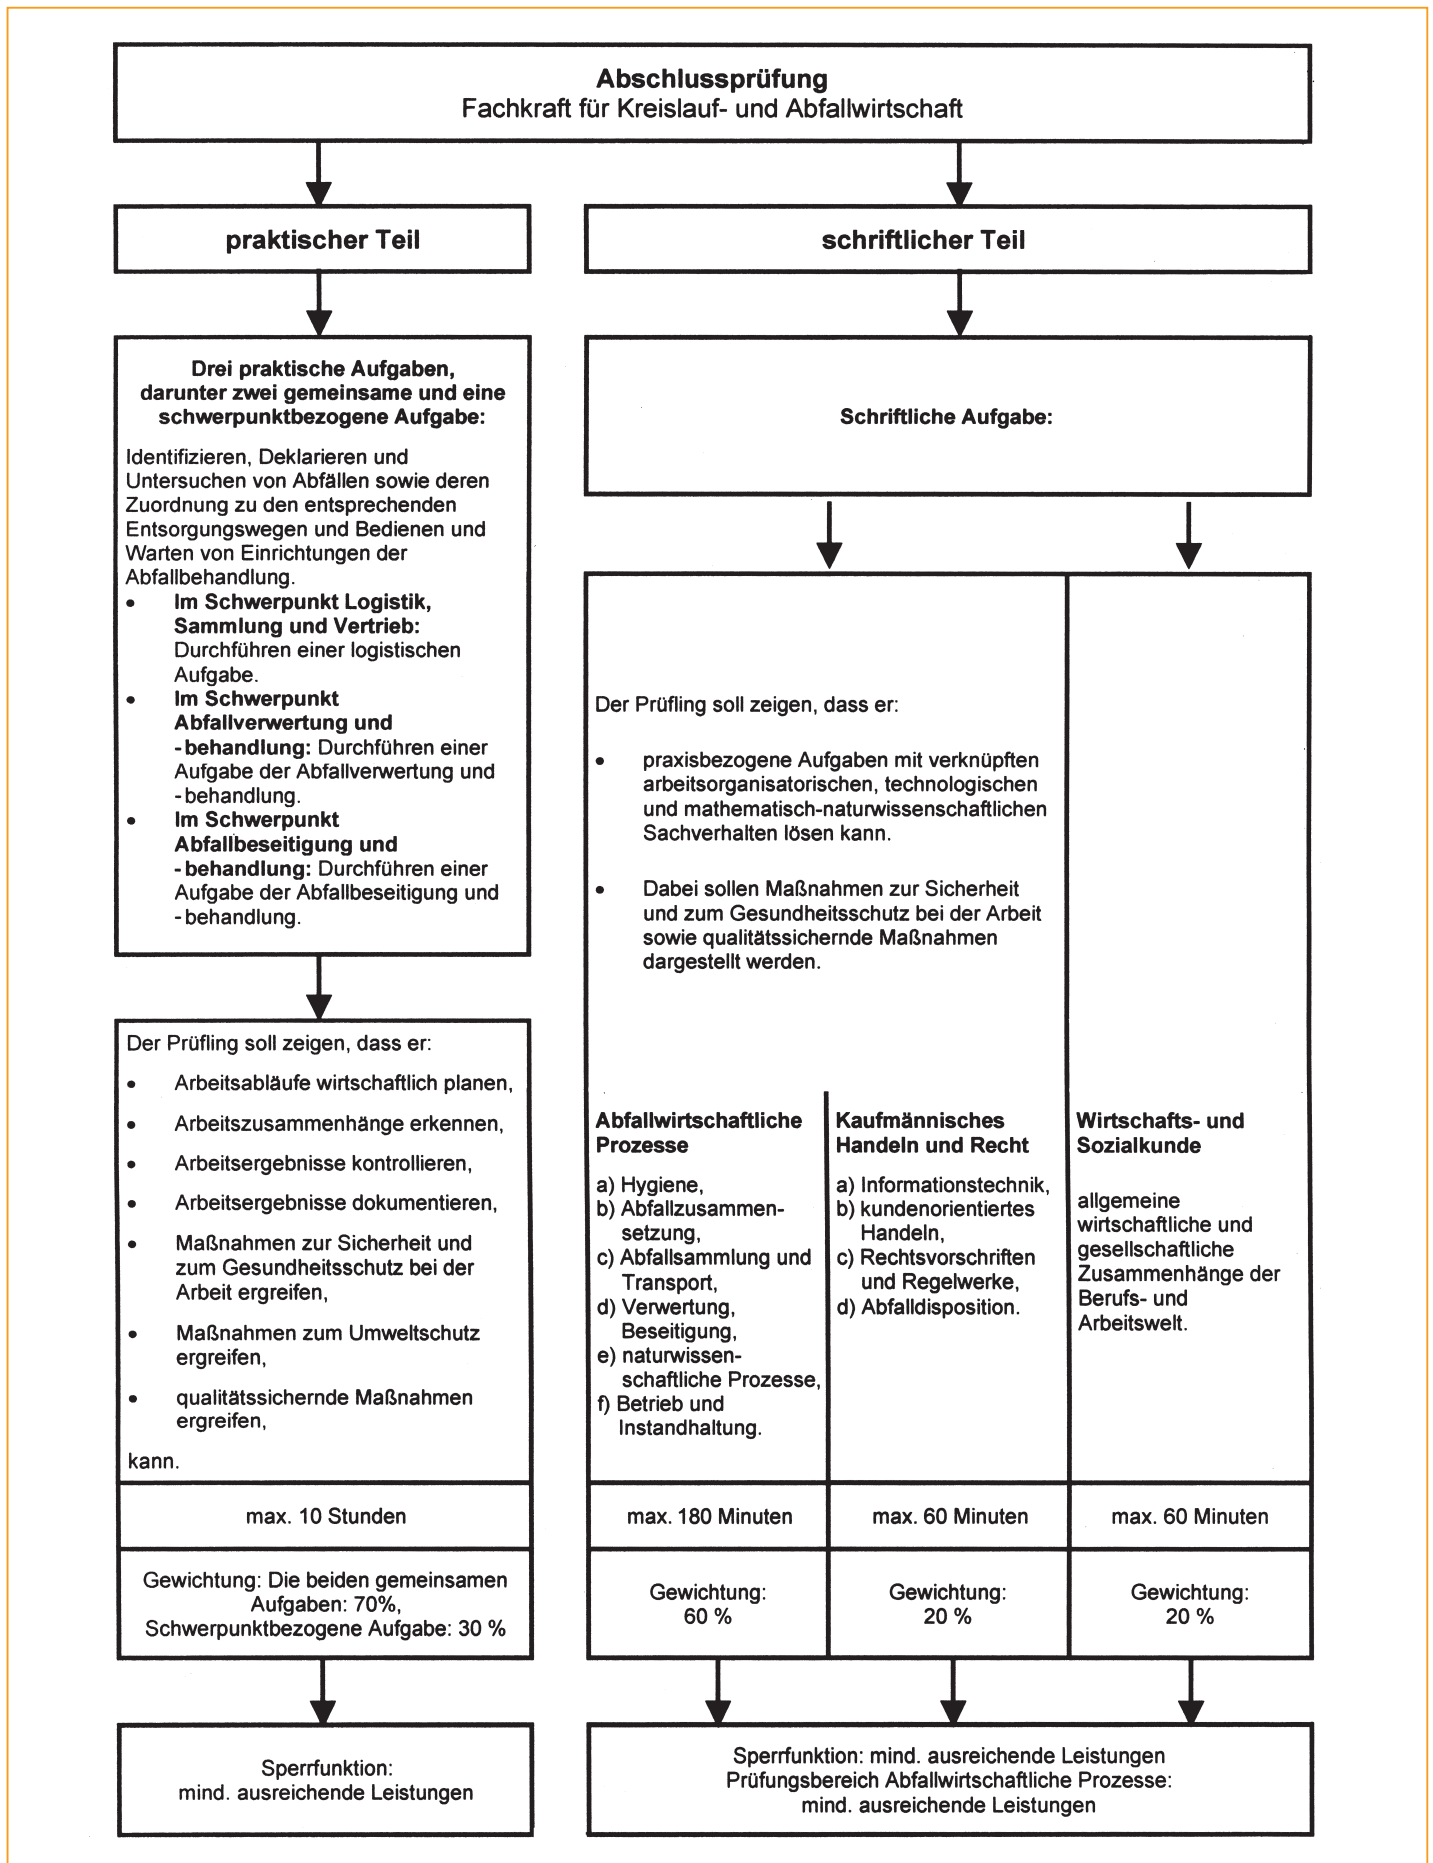 Abschlussprüfung
Fachkraft für Kreislauf- und Abfallwirtschaft
praktischer Teil
schriftlicher Teil
Drei praktische Aufgaben,
darunter zwei gemeinsame und eine
schwerpunktbezogene Aufgabe:
Identifizieren, Deklarieren und
Untersuchen von Abfällen sowie deren
Zuordnung zu den entsprechenden
Entsorgungswegen und Bedienen und
Warten von Einrichtungen der
Abfallbehandlung.
• Im Schwerpunkt Logistik,
Sammlung und Vertrieb:
Durchführen einer logistischen
Aufgabe.
• Im Schwerpunkt
Abfallverwertung und
-behandlung: Durchführen einer
Aufgabe der Abfallverwertung und
-behandlung.
• Im Schwerpunkt
Abfallbeseitigung und
-behandlung: Durchführen einer
Aufgabe der Abfallbeseitigung und
-behandlung.
Der Prüfling soll zeigen, dass er:
• Arbeitsabläufe wirtschaftlich planen,
• Arbeitszusammenhänge erkennen,
• Arbeitsergebnisse kontrollieren,
• Arbeitsergebnisse dokumentieren,
• Maßnahmen zur Sicherheit und
zum Gesundheitsschutz bei der
Arbeit ergreifen,
• Maßnahmen zum Umweltschutz
ergreifen,
• qualitätssichernde Maßnahmen
ergreifen,
kann.
max. 10 Stunden
Gewichtung: Die beiden gemeinsamen
Aufgaben: 70%,
Schwerpunktbezogene Aufgabe: 30 %
Sperrfunktion:
mind. ausreichende Leistungen
Schriftliche Aufgabe:
Der Prüfling soll zeigen, dass er:
• praxisbezogene Aufgaben mit verknüpften
arbeitsorganisatorischen, technologischen
und mathematisch-naturwissenschaftlichen
Sachverhalten lösen kann.
• Dabei sollen Maßnahmen zur Sicherheit
und zum Gesundheitsschutz bei der Arbeit
sowie qualitätssichernde Maßnahmen
dargestellt werden.
Abfallwirtschaftliche
Prozesse
a) Hygiene,
b) Abfallzusammen-
setzung,
c) Abfallsammlung und
Transport,
d) Verwertung,
Beseitigung,
e) naturwissen-
schaftliche Prozesse,
f) Betrieb und
Instandhaltung.
max. 180 Minuten
Gewichtung:
60 %
Kaufmännisches
Handeln und Recht
a) Informationstechnik,
b) kundenorientiertes
Handeln,
c) Rechtsvorschriften
und Regelwerke,
d) Abfalldisposition.
max. 60 Minuten
Gewichtung:
20 %
Wirtschafts- und
Sozialkunde
allgemeine
wirtschaftliche und
gesellschaftliche
Zusammenhänge der
Berufs- und
Arbeitswelt.
max. 60 Minuten
Gewichtung:
20 %
Sperrfunktion: mind. ausreichende Leistungen
Prüfungsbereich Abfallwirtschaftliche Prozesse:
mind. ausreichende Leistungen